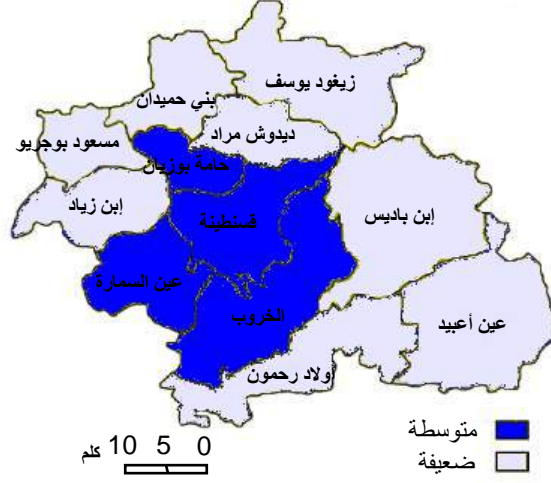 زيغود يوسف
بني حميدان
ديدوش مراد
مسعود بوجريو
حامة بوزيان
إبن زياد
قسنطينة
إبن باديس
عين السمارة
الخروب
عين أعبيد
ولاد رحمون
متوسطة
ضعيفة
10 5 0 كلم